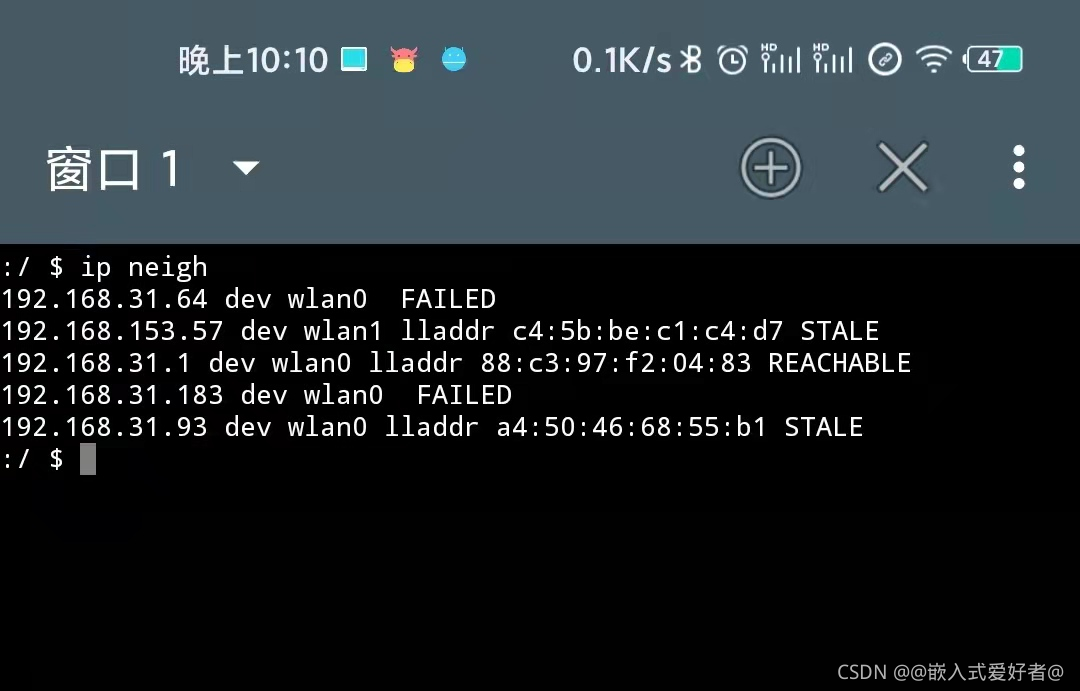 晚上10:10 0.1K/s HD HD 47
窗口 1
:/ $ ip neigh
192.168.31.64 dev wlan0  FAILED
192.168.153.57 dev wlan1 lladdr c4:5b:be:c1:c4:d7 STALE
192.168.31.1 dev wlan0 lladdr 88:c3:97:f2:04:83 REACHABLE
192.168.31.183 dev wlan0  FAILED
192.168.31.93 dev wlan0 lladdr a4:50:46:68:55:b1 STALE
:/ $
CSDN @@嵌入式爱好者@